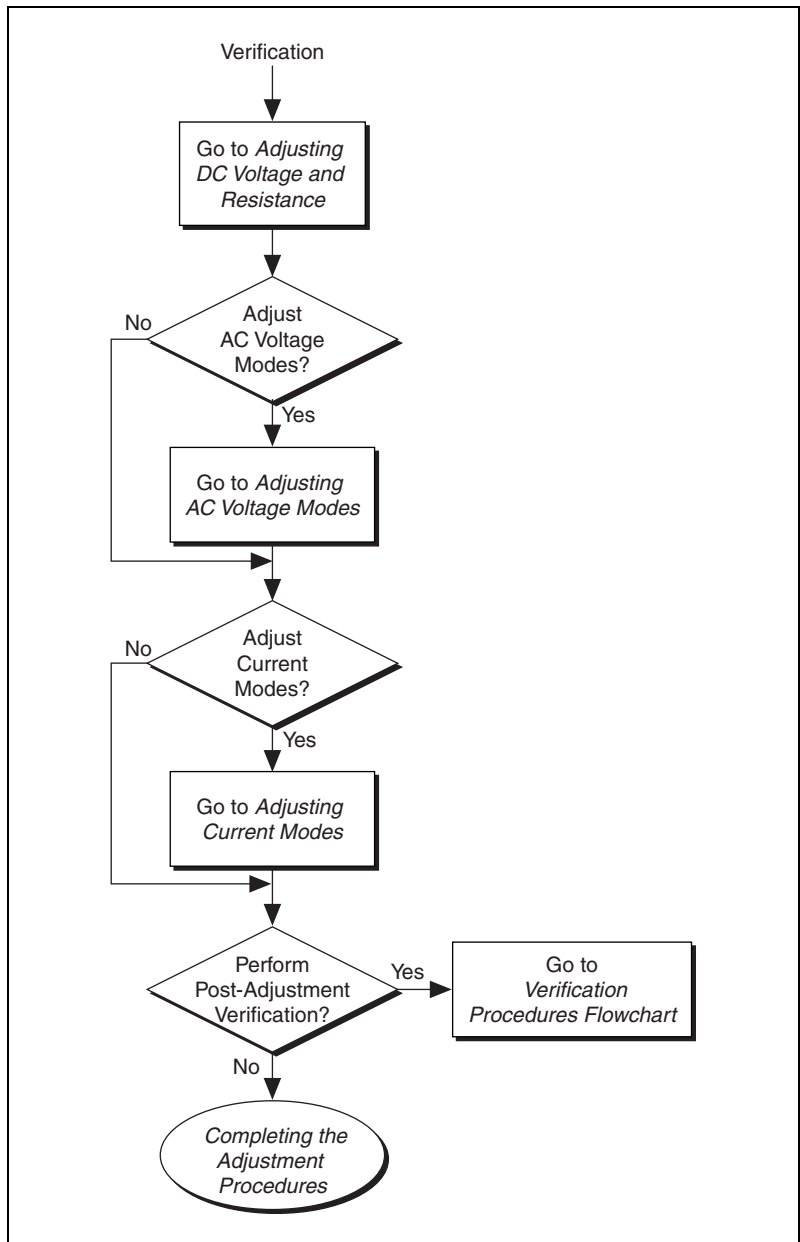 Verification
Go to Adjusting
DC Voltage and
Resistance
No
Adjust
AC Voltage
Modes?
Yes
Go to Adjusting
AC Voltage Modes
No
Adjust
Current
Modes?
Yes
Go to Adjusting
Current Modes
Perform
Post-Adjustment
Verification?
Yes
Go to
Verification
Procedures Flowchart
No
Completing the
Adjustment
Procedures